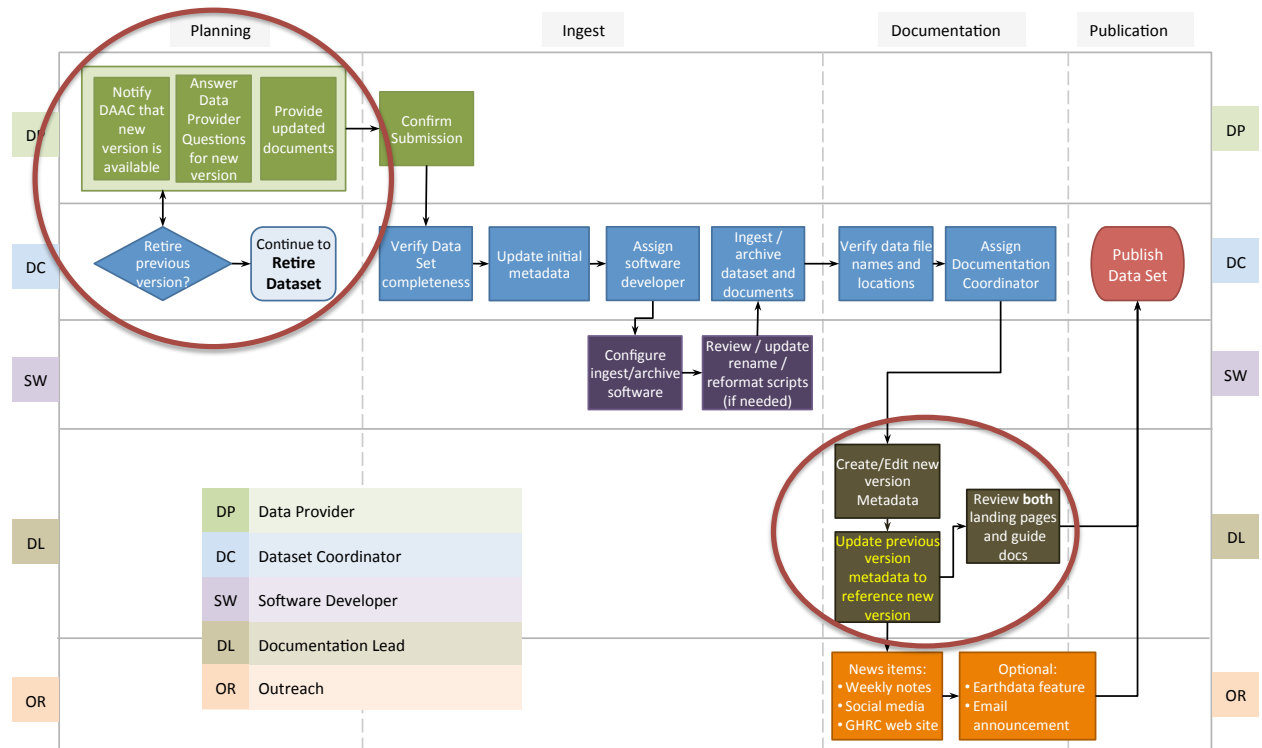 Planning
Ingest
Documentation
Publication
DP
Notify
DAAC that
new
version is
available
Answer
Data
Provider
Questions
for new
version
Provide
updated
documents
Confirm
Submission
DP
DC
Retire
previous
version?
Continue to
Retire
Dataset
Verify Data
Set
completeness
Update initial
metadata
Assign
software
developer
Ingest /
archive
dataset and
documents
Verify data file
names and
locations
Assign
Documentation
Coordinator
Publish
Data Set
DC
SW
Configure
ingest/archive
software
Review / update
rename /
reformat scripts
(if needed)
SW
DL
Create/Edit new
version
Metadata
Update previous
version
metadata to
reference new
version
Review both
landing pages
and guide
docs
DL
DP Data Provider
DC Dataset Coordinator
SW Software Developer
DL Documentation Lead
OR Outreach
OR
News items:
• Weekly notes
• Social media
• GHRC web site
Optional:
• Earthdata feature
• Email
announcement
OR